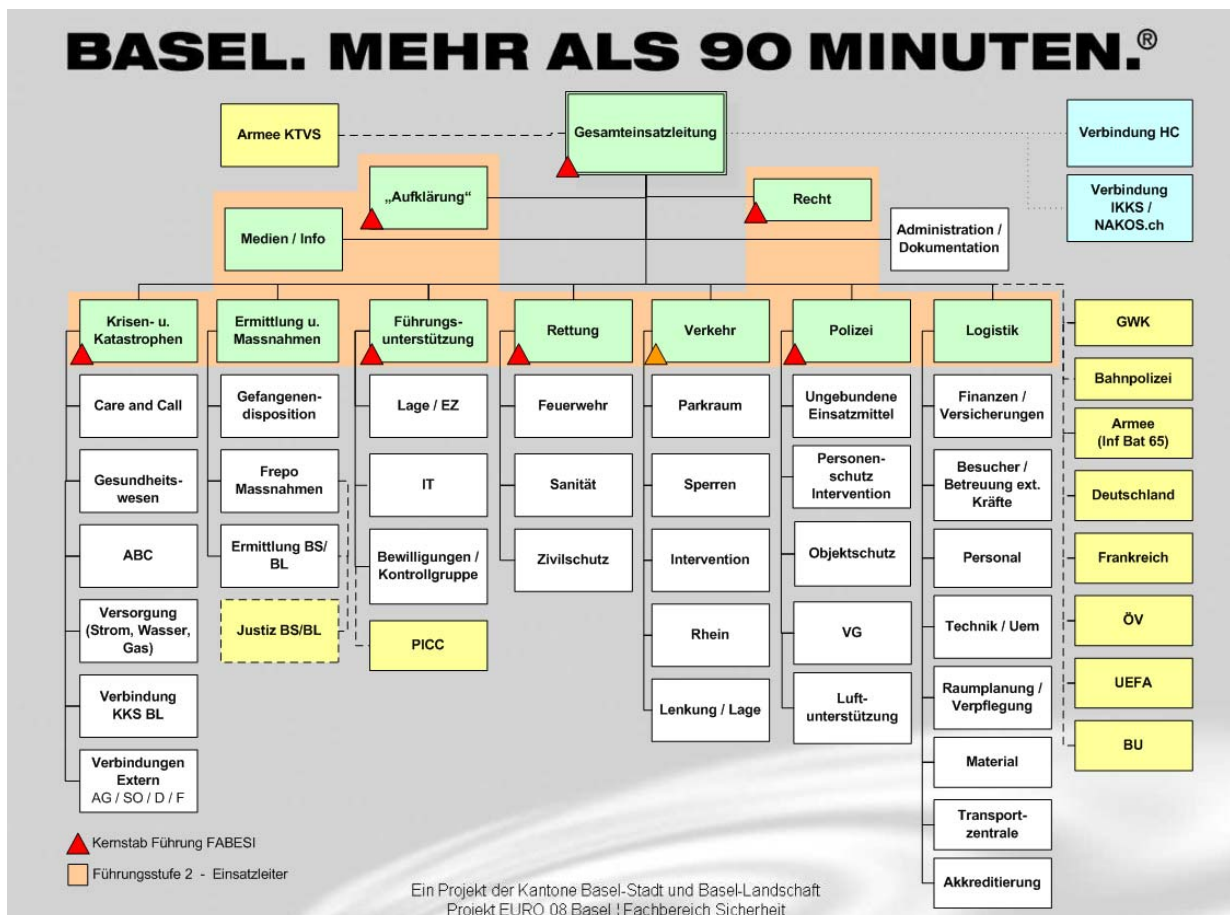 BASEL. MEHR ALS 90 MINUTEN.®
Armee KTVS
Gesamteinsatzleitung
Verbindung HC
„Aufklärung“
Recht
Verbindung
IKKS /
NAKOS.ch
Medien / Info
Administration /
Dokumentation
Krisen- u.
Katastrophen
Ermittlung u.
Massnahmen
Führungs-
unterstützung
Rettung
Verkehr
Polizei
Logistik
Care and Call
Gesundheits-
wesen
ABC
Versorgung
(Strom, Wasser,
Gas)
Verbindung
KKS BL
Verbindungen
Extern
AG / SO / D / F
Gefangenen-
disposition
Frepo
Massnahmen
Ermittlung BS/
BL
Justiz BS/BL
Lage / EZ
IT
Bewilligungen /
Kontrollgruppe
PICC
Feuerwehr
Sanität
Zivilschutz
Parkraum
Sperren
Intervention
Rhein
Lenkung / Lage
Ungebundene
Einsatzmittel
Personen-
schutz
Intervention
Objektschutz
VG
Luft-
unterstützung
Finanzen /
Versicherungen
Besucher /
Betreuung ext.
Kräfte
Personal
Technik / Uem
Raumplanung /
Verpflegung
Material
Transport-
zentrale
Akkreditierung
GWK
Bahnpolizei
Armee
(Inf Bat 65)
Deutschland
Frankreich
ÖV
UEFA
BU
Kernstab Führung FABESI
Führungsstufe 2 - Einsatzleiter
Ein Projekt der Kantone Basel-Stadt und Basel-Landschaft
Projekt EURO 08 Basel ¦ Fachbereich Sicherheit